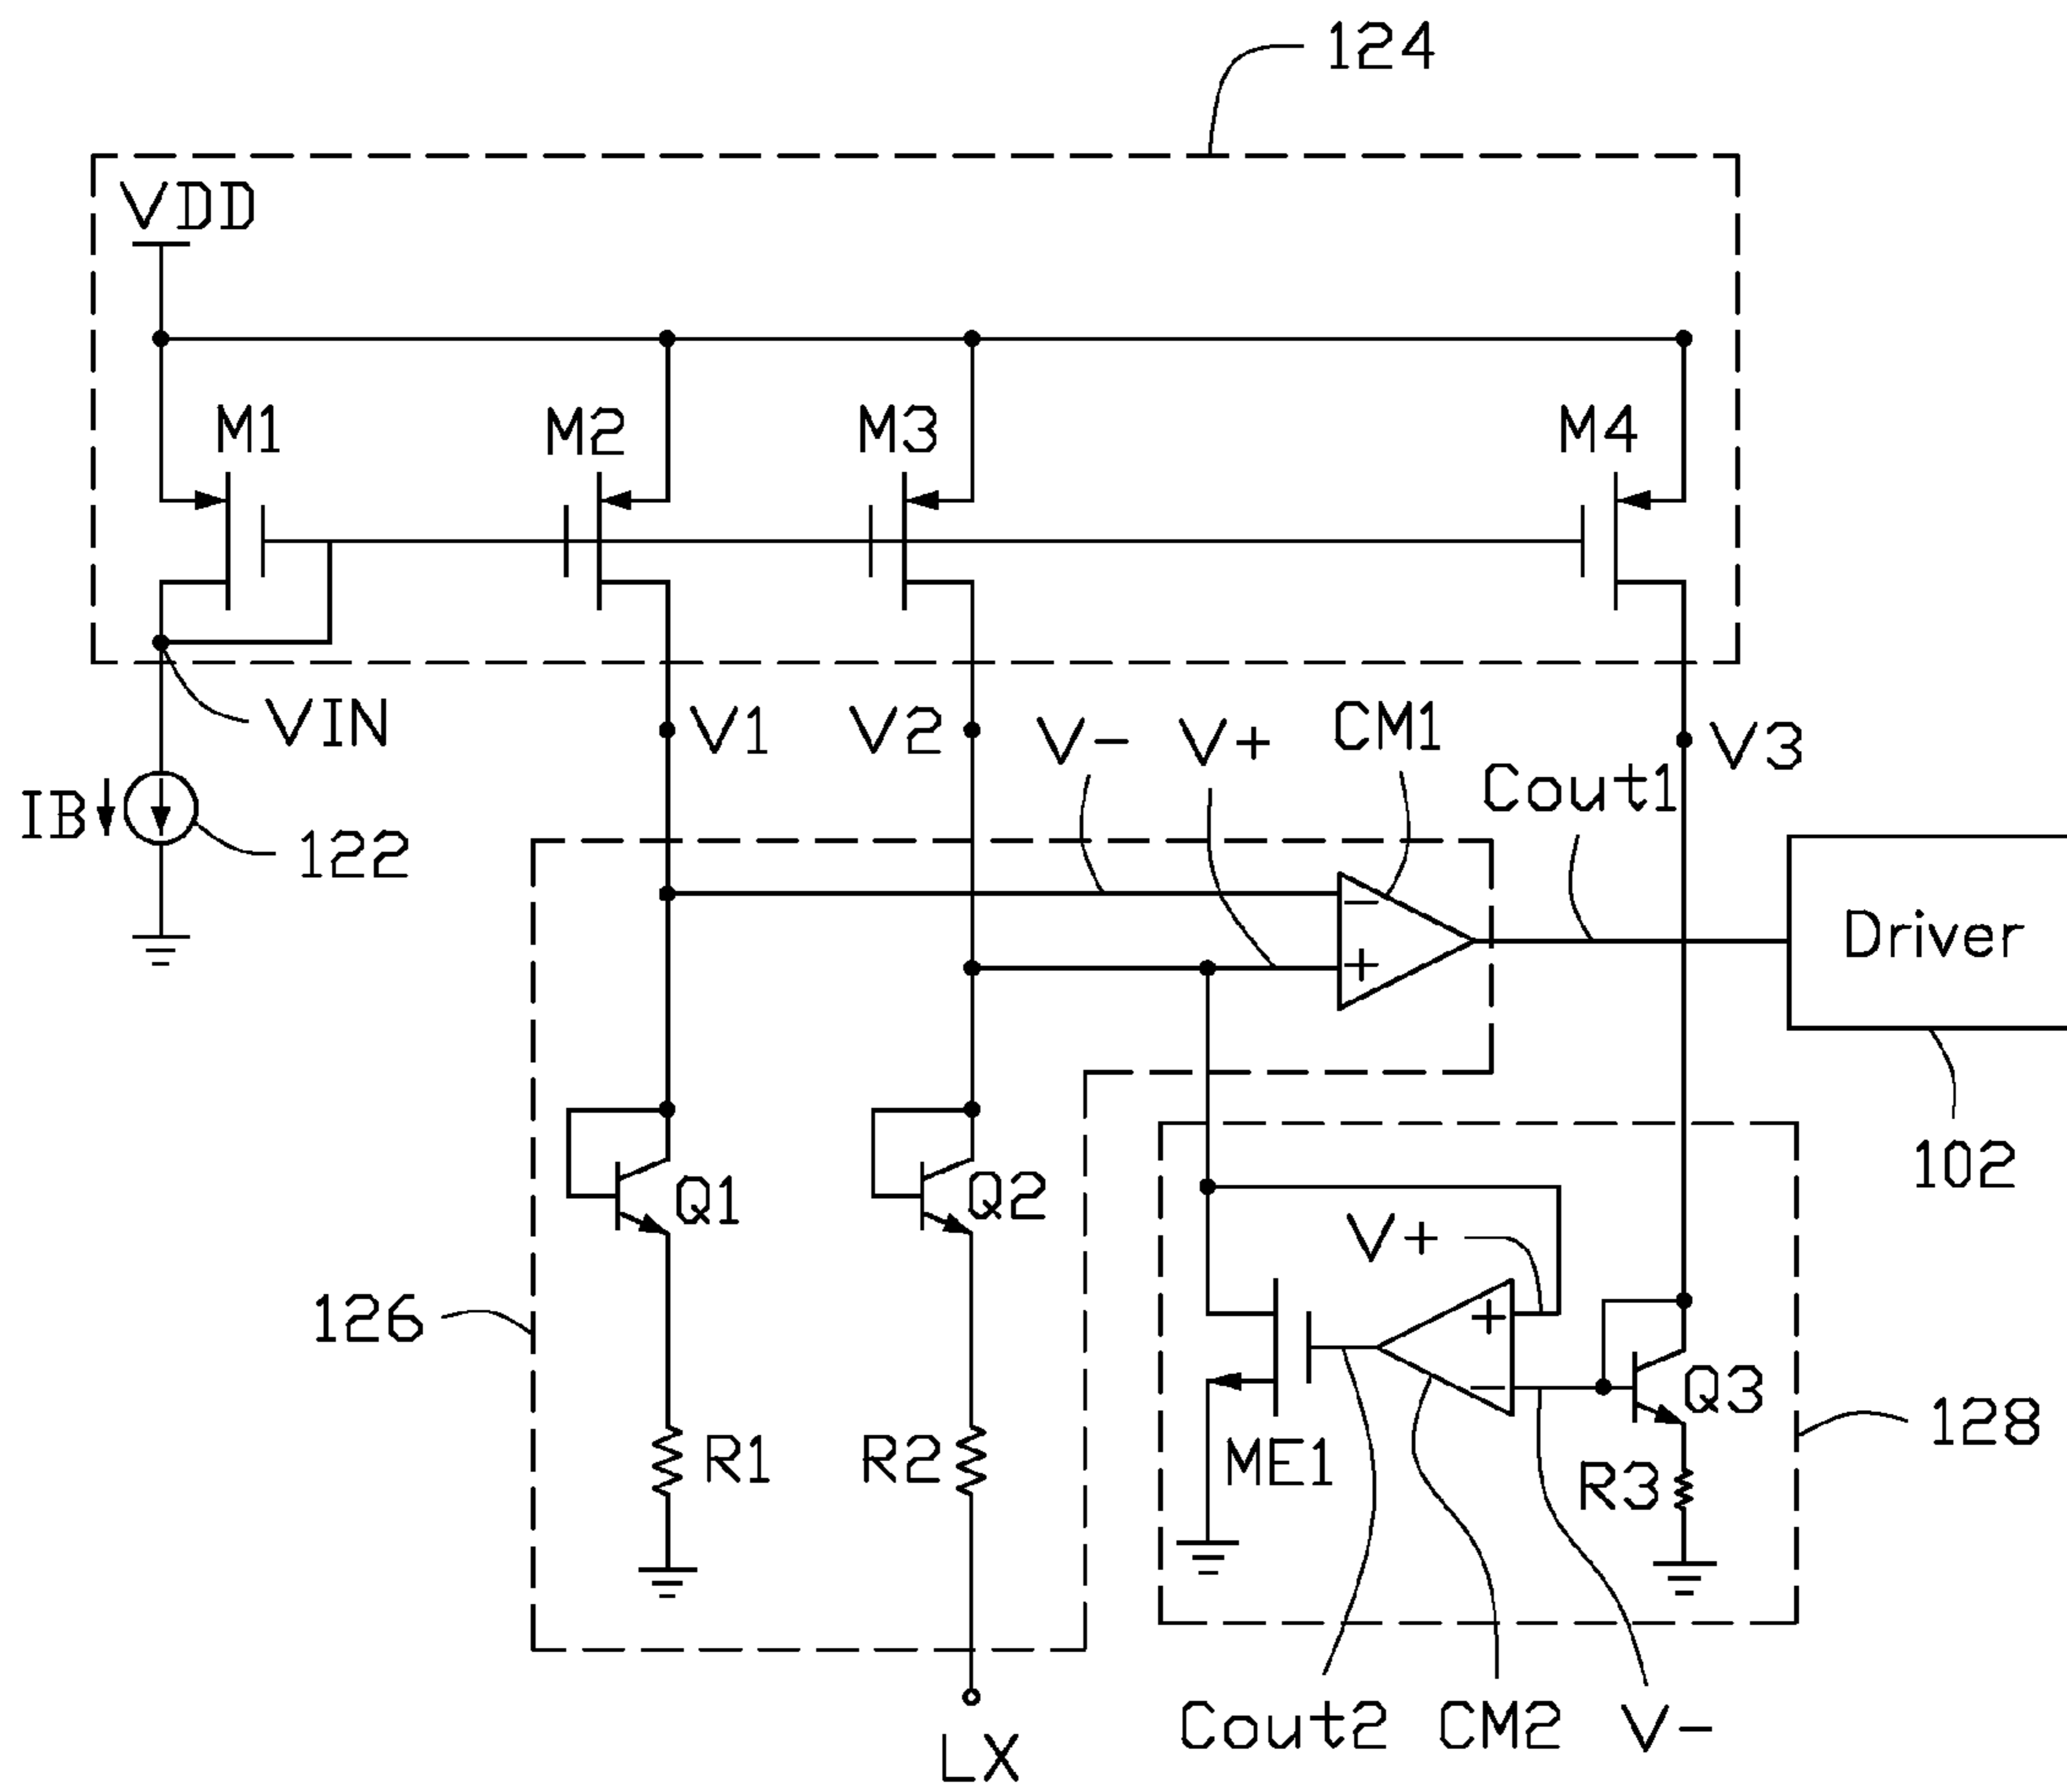 124
VDD
M1
M2
M3
M4
VIN
V1
V2
V-
V+
CM1
V3
Cout1
IB
122
-
+
Driver
102
Q1
Q2
V+
126
+
-
Q3
128
R1
R2
ME1
R3
Cout2
CM2
V-
LX